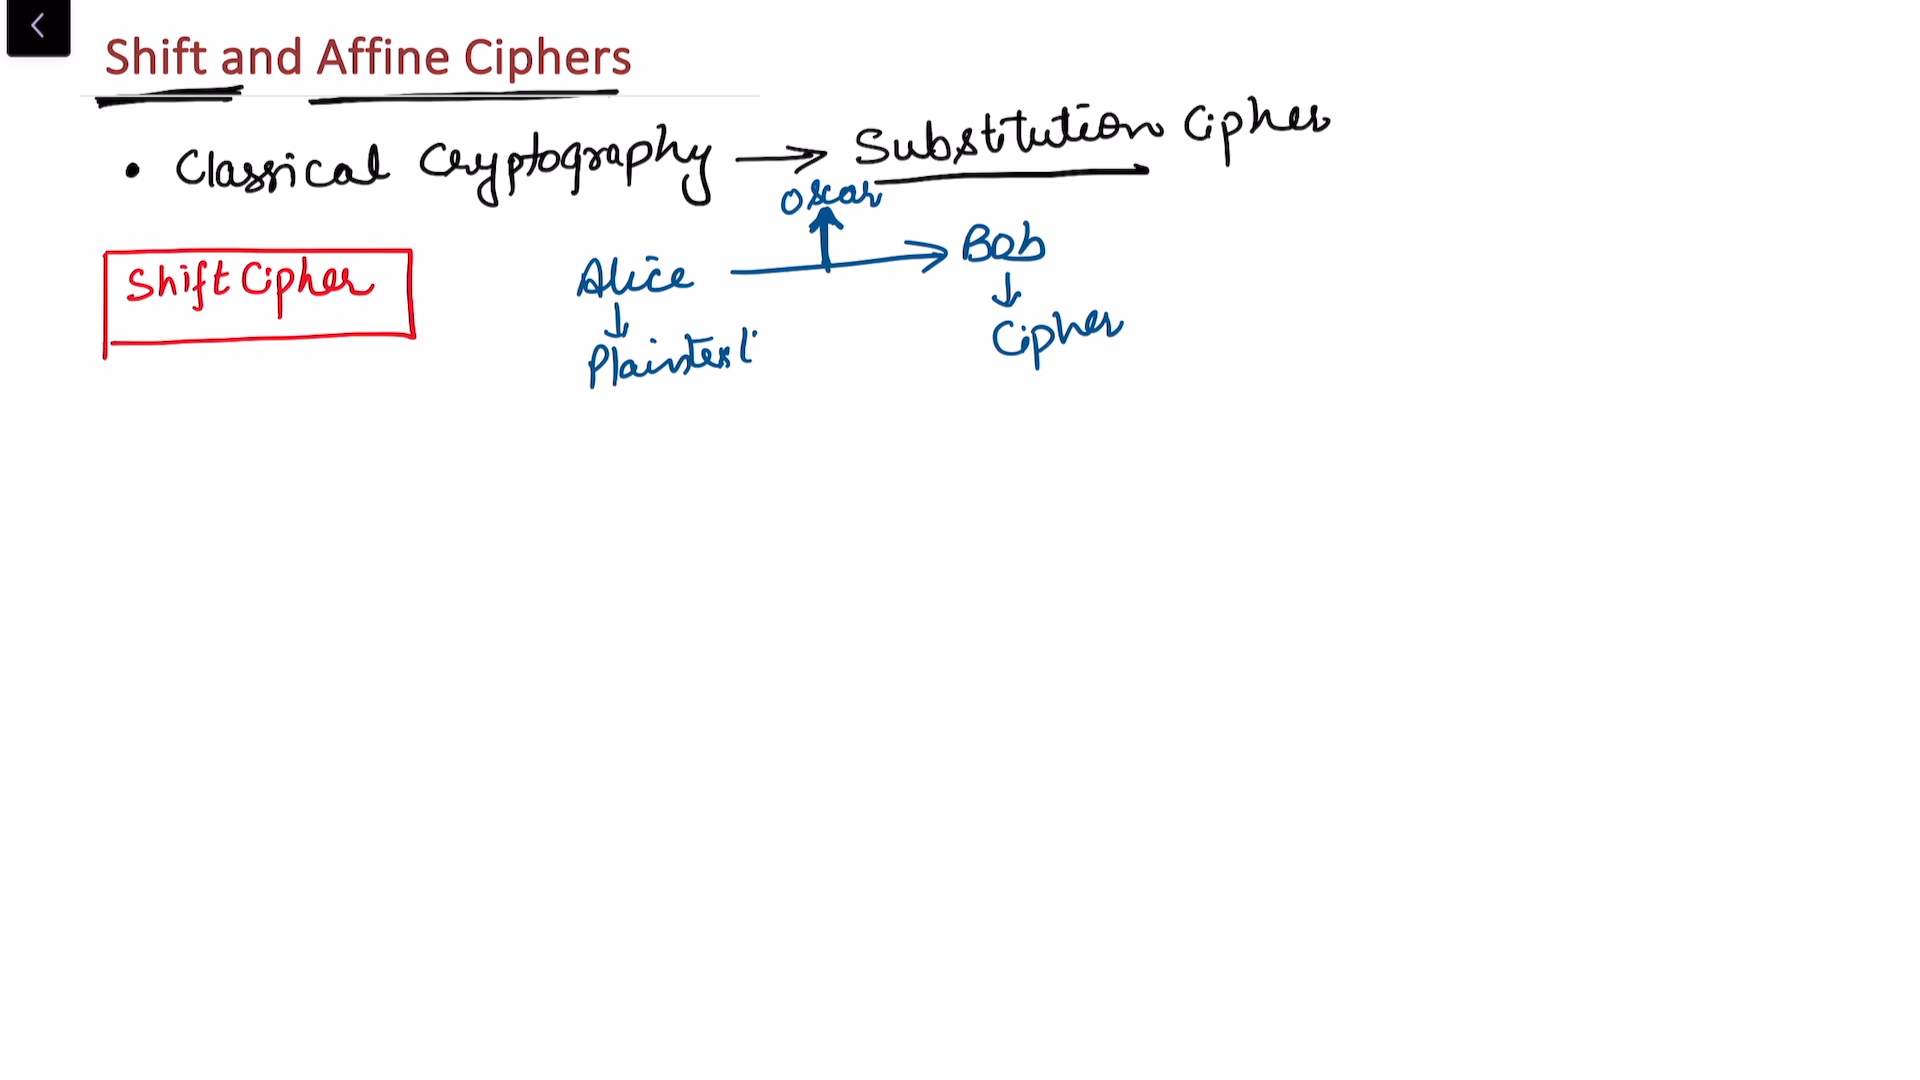 Shift and Affine Ciphers
• Classical Cryptography → Substitution Cipher
Oscar
Shift Cipher
Alice → Bob
Plaintext
Cipher